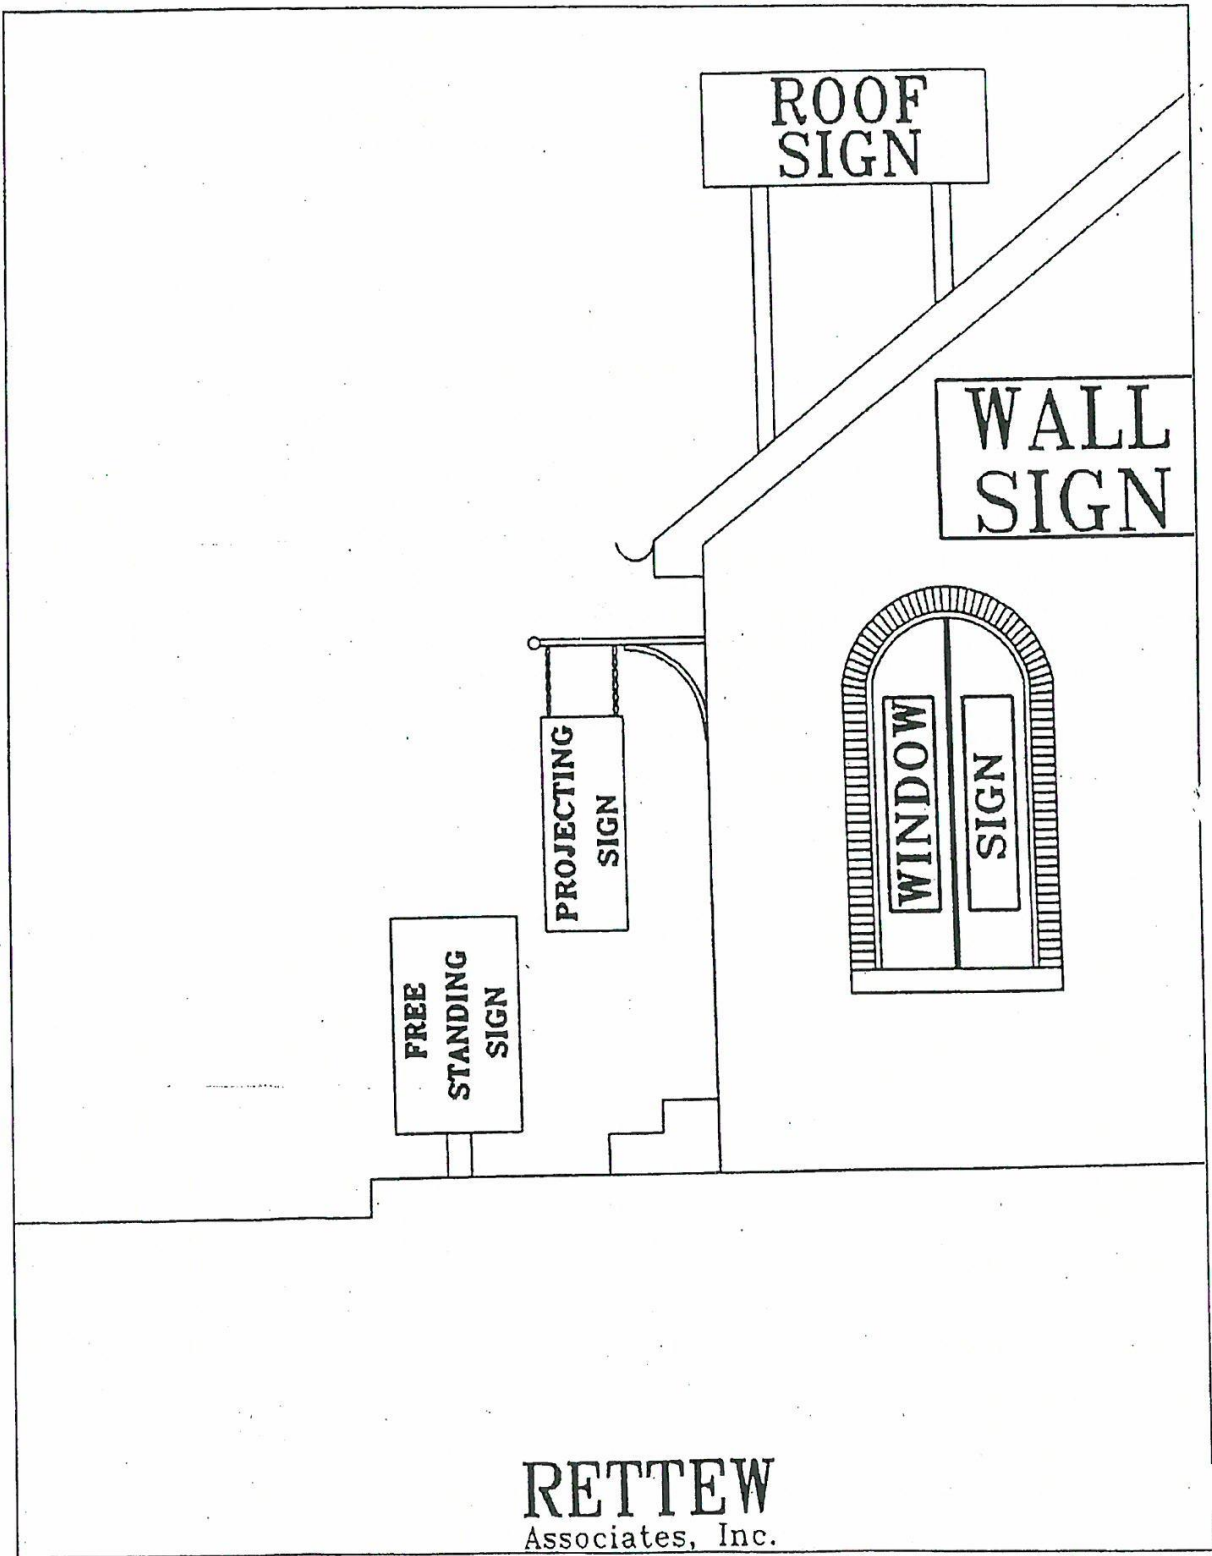 ROOF
SIGN
WALL
SIGN
WINDOW
SIGN
PROJECTING
SIGN
FREE
STANDING
SIGN
RETTEW
Associates, Inc.